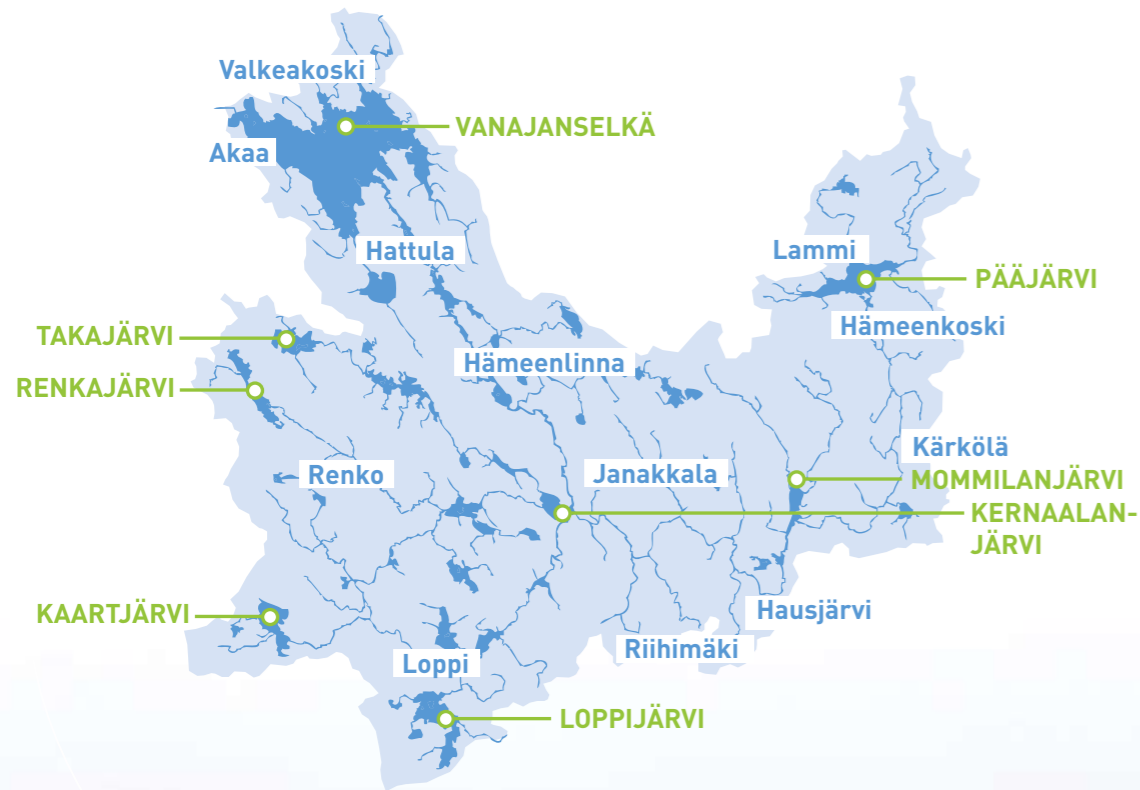 Valkeakoski
VANAJANSELKÄ
Akaa
Hattula
Lammi
PÄÄJÄRVI
Hämeenkoski
TAKAJÄRVI
Hämeenlinna
RENKAJÄRVI
Kärkölä
Renko
Janakkala
MOMMILANJÄRVI
KERNAALAN-
JÄRVI
KAARTJÄRVI
Hausjärvi
Riihimäki
Loppi
LOPPIJÄRVI